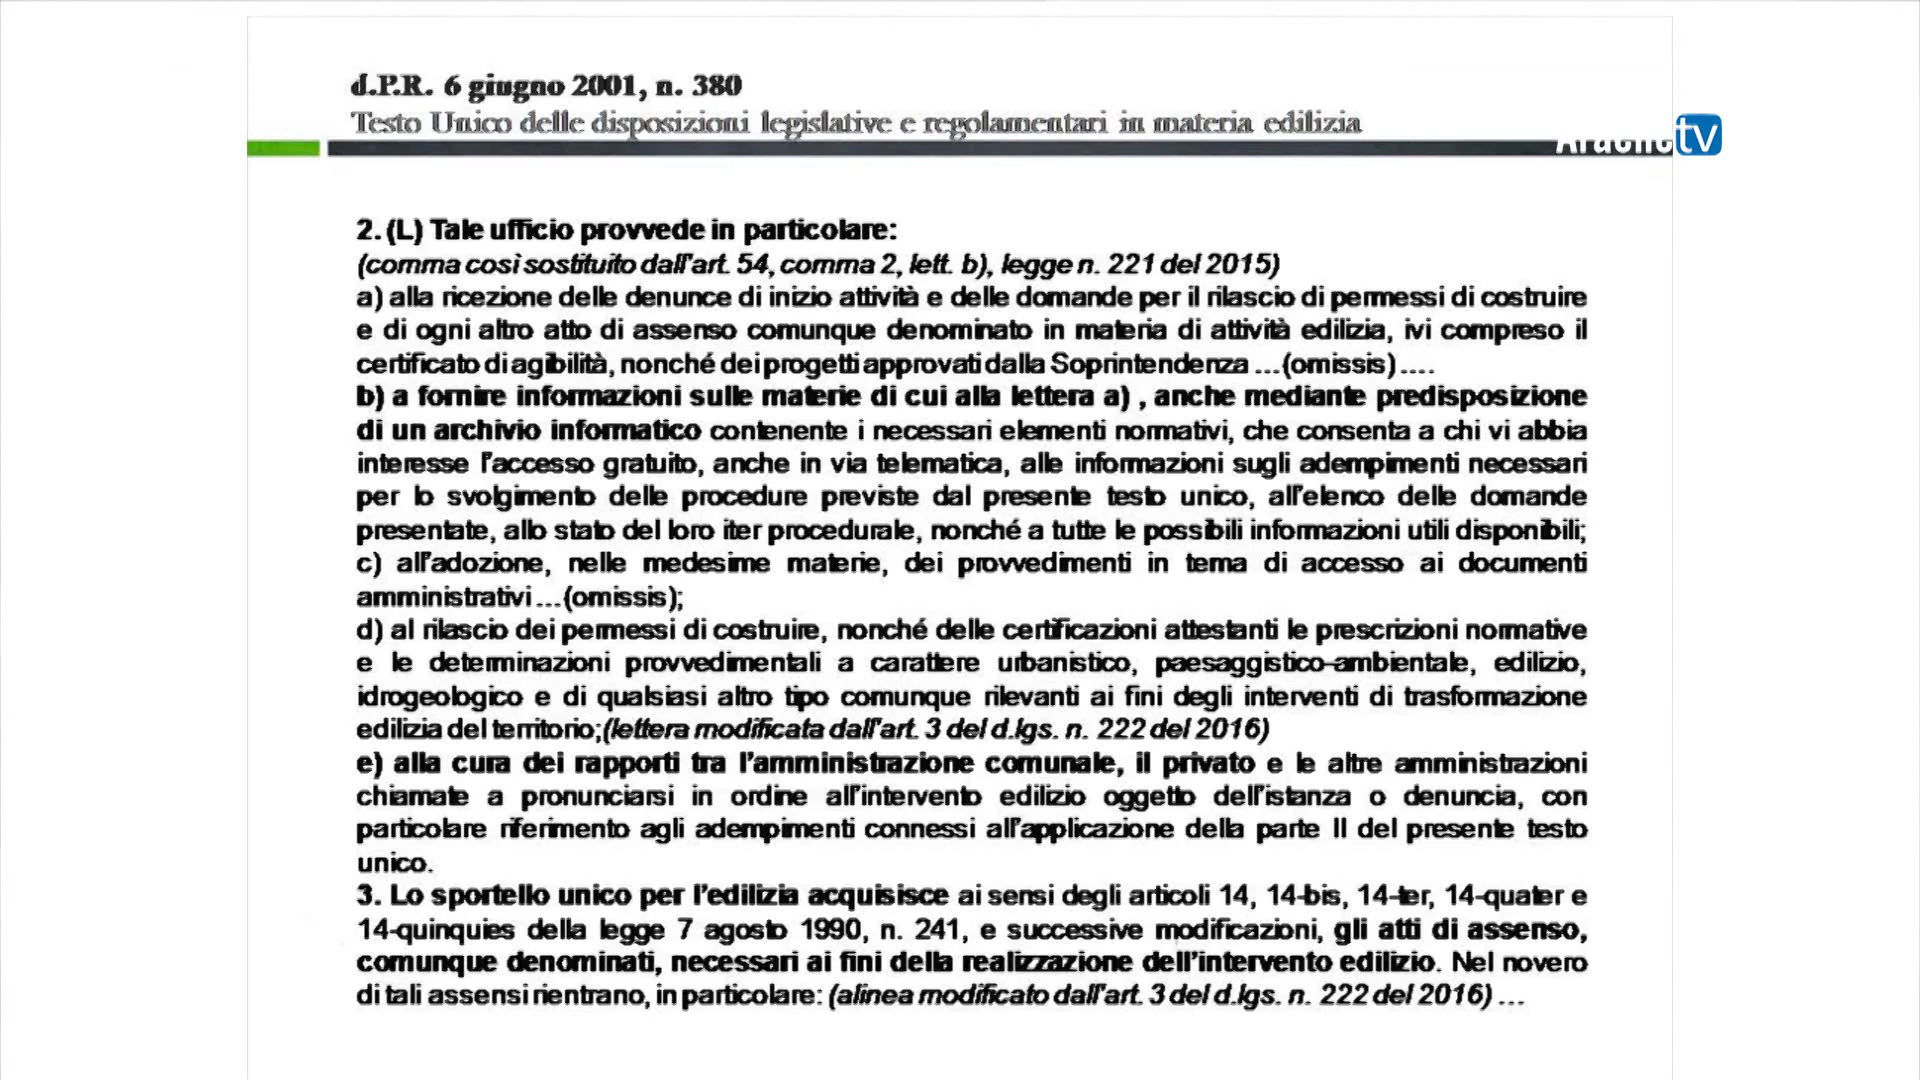 d.P.R. 6 giugno 2001, n. 380
Testo Unico delle disposizioni legislative e regolamentari in materia edilizia
Arachne tv
2. (L) Tale ufficio provvede in particolare:
(comma così sostituito dall'art. 54, comma 2, lett. b), legge n. 221 del 2015)
a) alla ricezione delle denunce di inizio attività e delle domande per il rilascio di permessi di costruire
e di ogni altro atto di assenso comunque denominato in materia di attività edilizia, ivi compreso il
certificato di agibilità, nonché dei progetti approvati dalla Soprintendenza ...(omissis)....
b) a fornire informazioni sulle materie di cui alla lettera a) , anche mediante predisposizione
di un archivio informatico contenente i necessari elementi normativi, che consenta a chi vi abbia
interesse l'accesso gratuito, anche in via telematica, alle informazioni sugli adempimenti necessari
per lo svolgimento delle procedure previste dal presente testo unico, all'elenco delle domande
presentate, allo stato del loro iter procedurale, nonché a tutte le possibili informazioni utili disponibili;
c) all'adozione, nelle medesime materie, dei provvedimenti in tema di accesso ai documenti
amministrativi ...(omissis);
d) al rilascio dei permessi di costruire, nonché delle certificazioni attestanti le prescrizioni normative
e le determinazioni provvedimentali a carattere urbanistico, paesaggistico-ambientale, edilizio,
idrogeologico e di qualsiasi altro tipo comunque rilevanti ai fini degli interventi di trasformazione
edilizia del territorio;(lettera modificata dall'art. 3 del d.lgs. n. 222 del 2016)
e) alla cura dei rapporti tra l'amministrazione comunale, il privato e le altre amministrazioni
chiamate a pronunciarsi in ordine all'intervento edilizio oggetto dell'istanza o denuncia, con
particolare riferimento agli adempimenti connessi all'applicazione della parte II del presente testo
unico.
3. Lo sportello unico per l'edilizia acquisisce ai sensi degli articoli 14, 14-bis, 14-ter, 14-quater e
14-quinquies della legge 7 agosto 1990, n. 241, e successive modificazioni, gli atti di assenso,
comunque denominati, necessari ai fini della realizzazione dell'intervento edilizio. Nel novero
di tali assensi rientrano, in particolare: (alinea modificato dall'art. 3 del d.lgs. n. 222 del 2016) ...